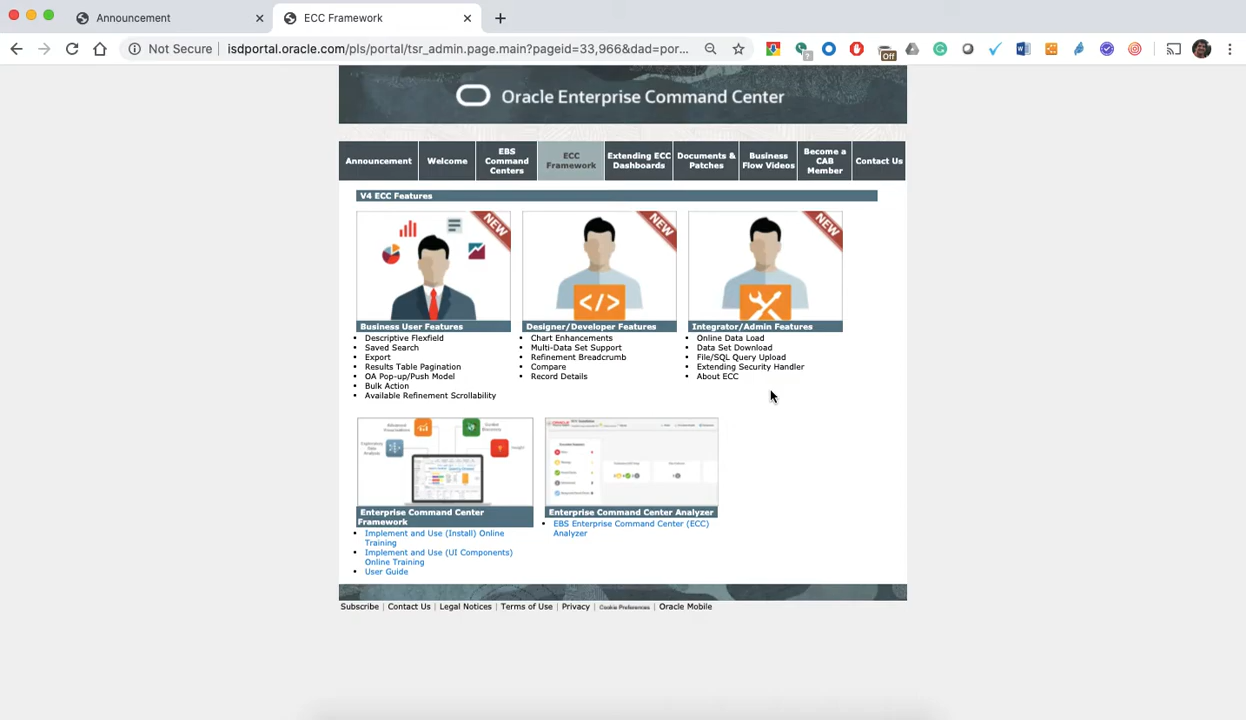 Announcement
ECC Framework
Not Secure
isdportal.oracle.com/pls/portal/tsr_admin.page.main?pageid=33,966&dad=por...
Off
Oracle Enterprise Command Center
Announcement
Welcome
EBS
Command
Centers
ECC
Framework
Extending ECC
Dashboards
Documents &
Patches
Business
Flow Videos
Become a
CAB
Member
Contact Us
V4 ECC Features
NEW
NEW
NEW
Business User Features
Descriptive Flexfield
Saved Search
Export
Results Table Pagination
OA Pop-up/Push Model
Bulk Action
Available Refinement Scrollability
Designer/Developer Features
Chart Enhancements
Multi-Data Set Support
Refinement Breadcrumb
Compare
Record Details
Integrator/Admin Features
Online Data Load
Data Set Download
File/SQL Query Upload
Extending Security Handler
About ECC
Enterprise Command Center
Framework
Implement and Use (Install) Online
Training
Implement and Use (UI Components)
Online Training
User Guide
Enterprise Command Center Analyzer
EBS Enterprise Command Center (ECC)
Analyzer
Subscribe | Contact Us | Legal Notices | Terms of Use | Privacy | Cookie Preferences | Oracle Mobile